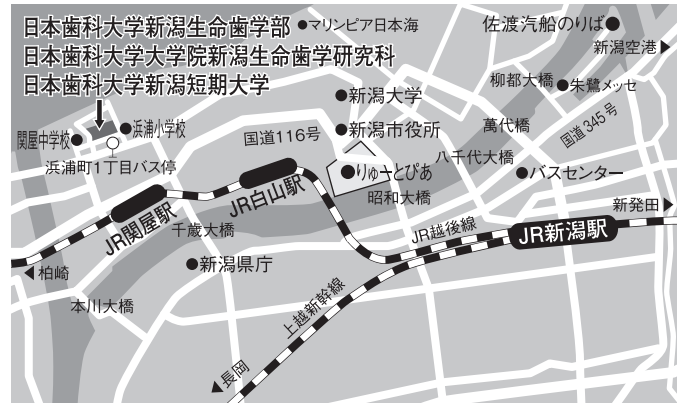 日本歯科大学新潟生命歯学部
日本歯科大学大学院新潟生命歯学研究科
日本歯科大学新潟短期大学
マリンピア日本海
佐渡汽船のりば
新潟空港
柳都大橋
朱鷺メッセ
新潟大学
国道345号
萬代橋
関屋中学校
浜浦小学校
国道116号
新潟市役所
八千代大橋
浜浦町1丁目バス停
りゅーとぴあ
バスセンター
昭和大橋
JR白山駅
新発田
JR関屋駅
千歳大橋
JR越後線
JR新潟駅
柏崎
新潟県庁
本川大橋
上越新幹線
長岡